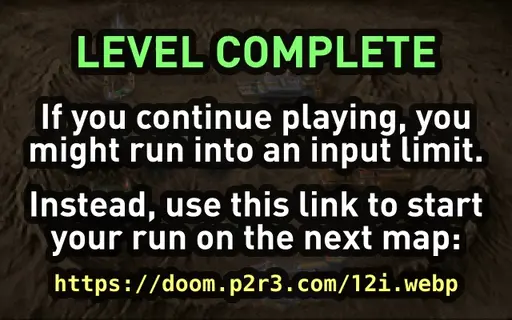 LEVEL COMPLETE
If you continue playing, you
might run into an input limit.
Instead, use this link to start
your run on the next map:
https://doom.p2r3.com/12i.webp